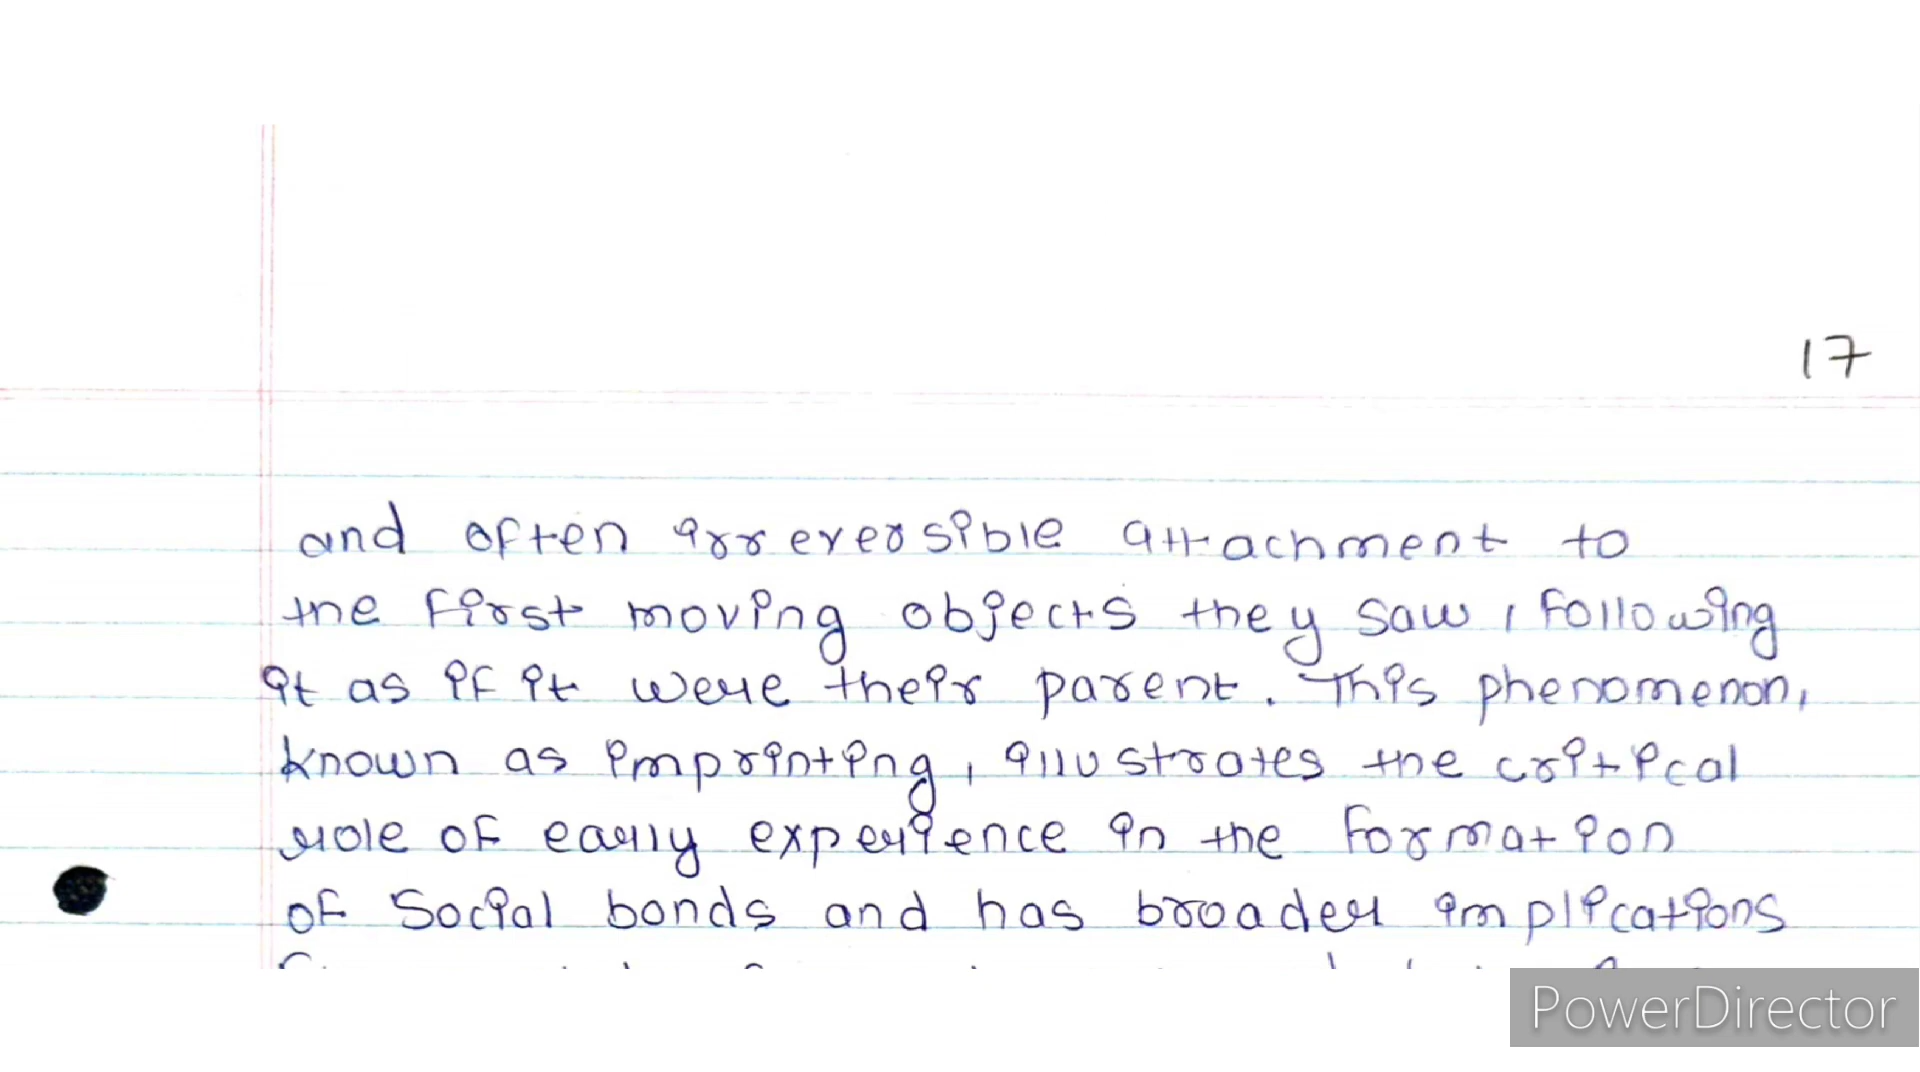 17
and often irreversible attachment to
the first moving objects they saw, following
it as if it were their parent. This phenomenon,
known as imprinting, illustrates the critical
role of early experience in the formation
of Social bonds and has broader implications
PowerDirector